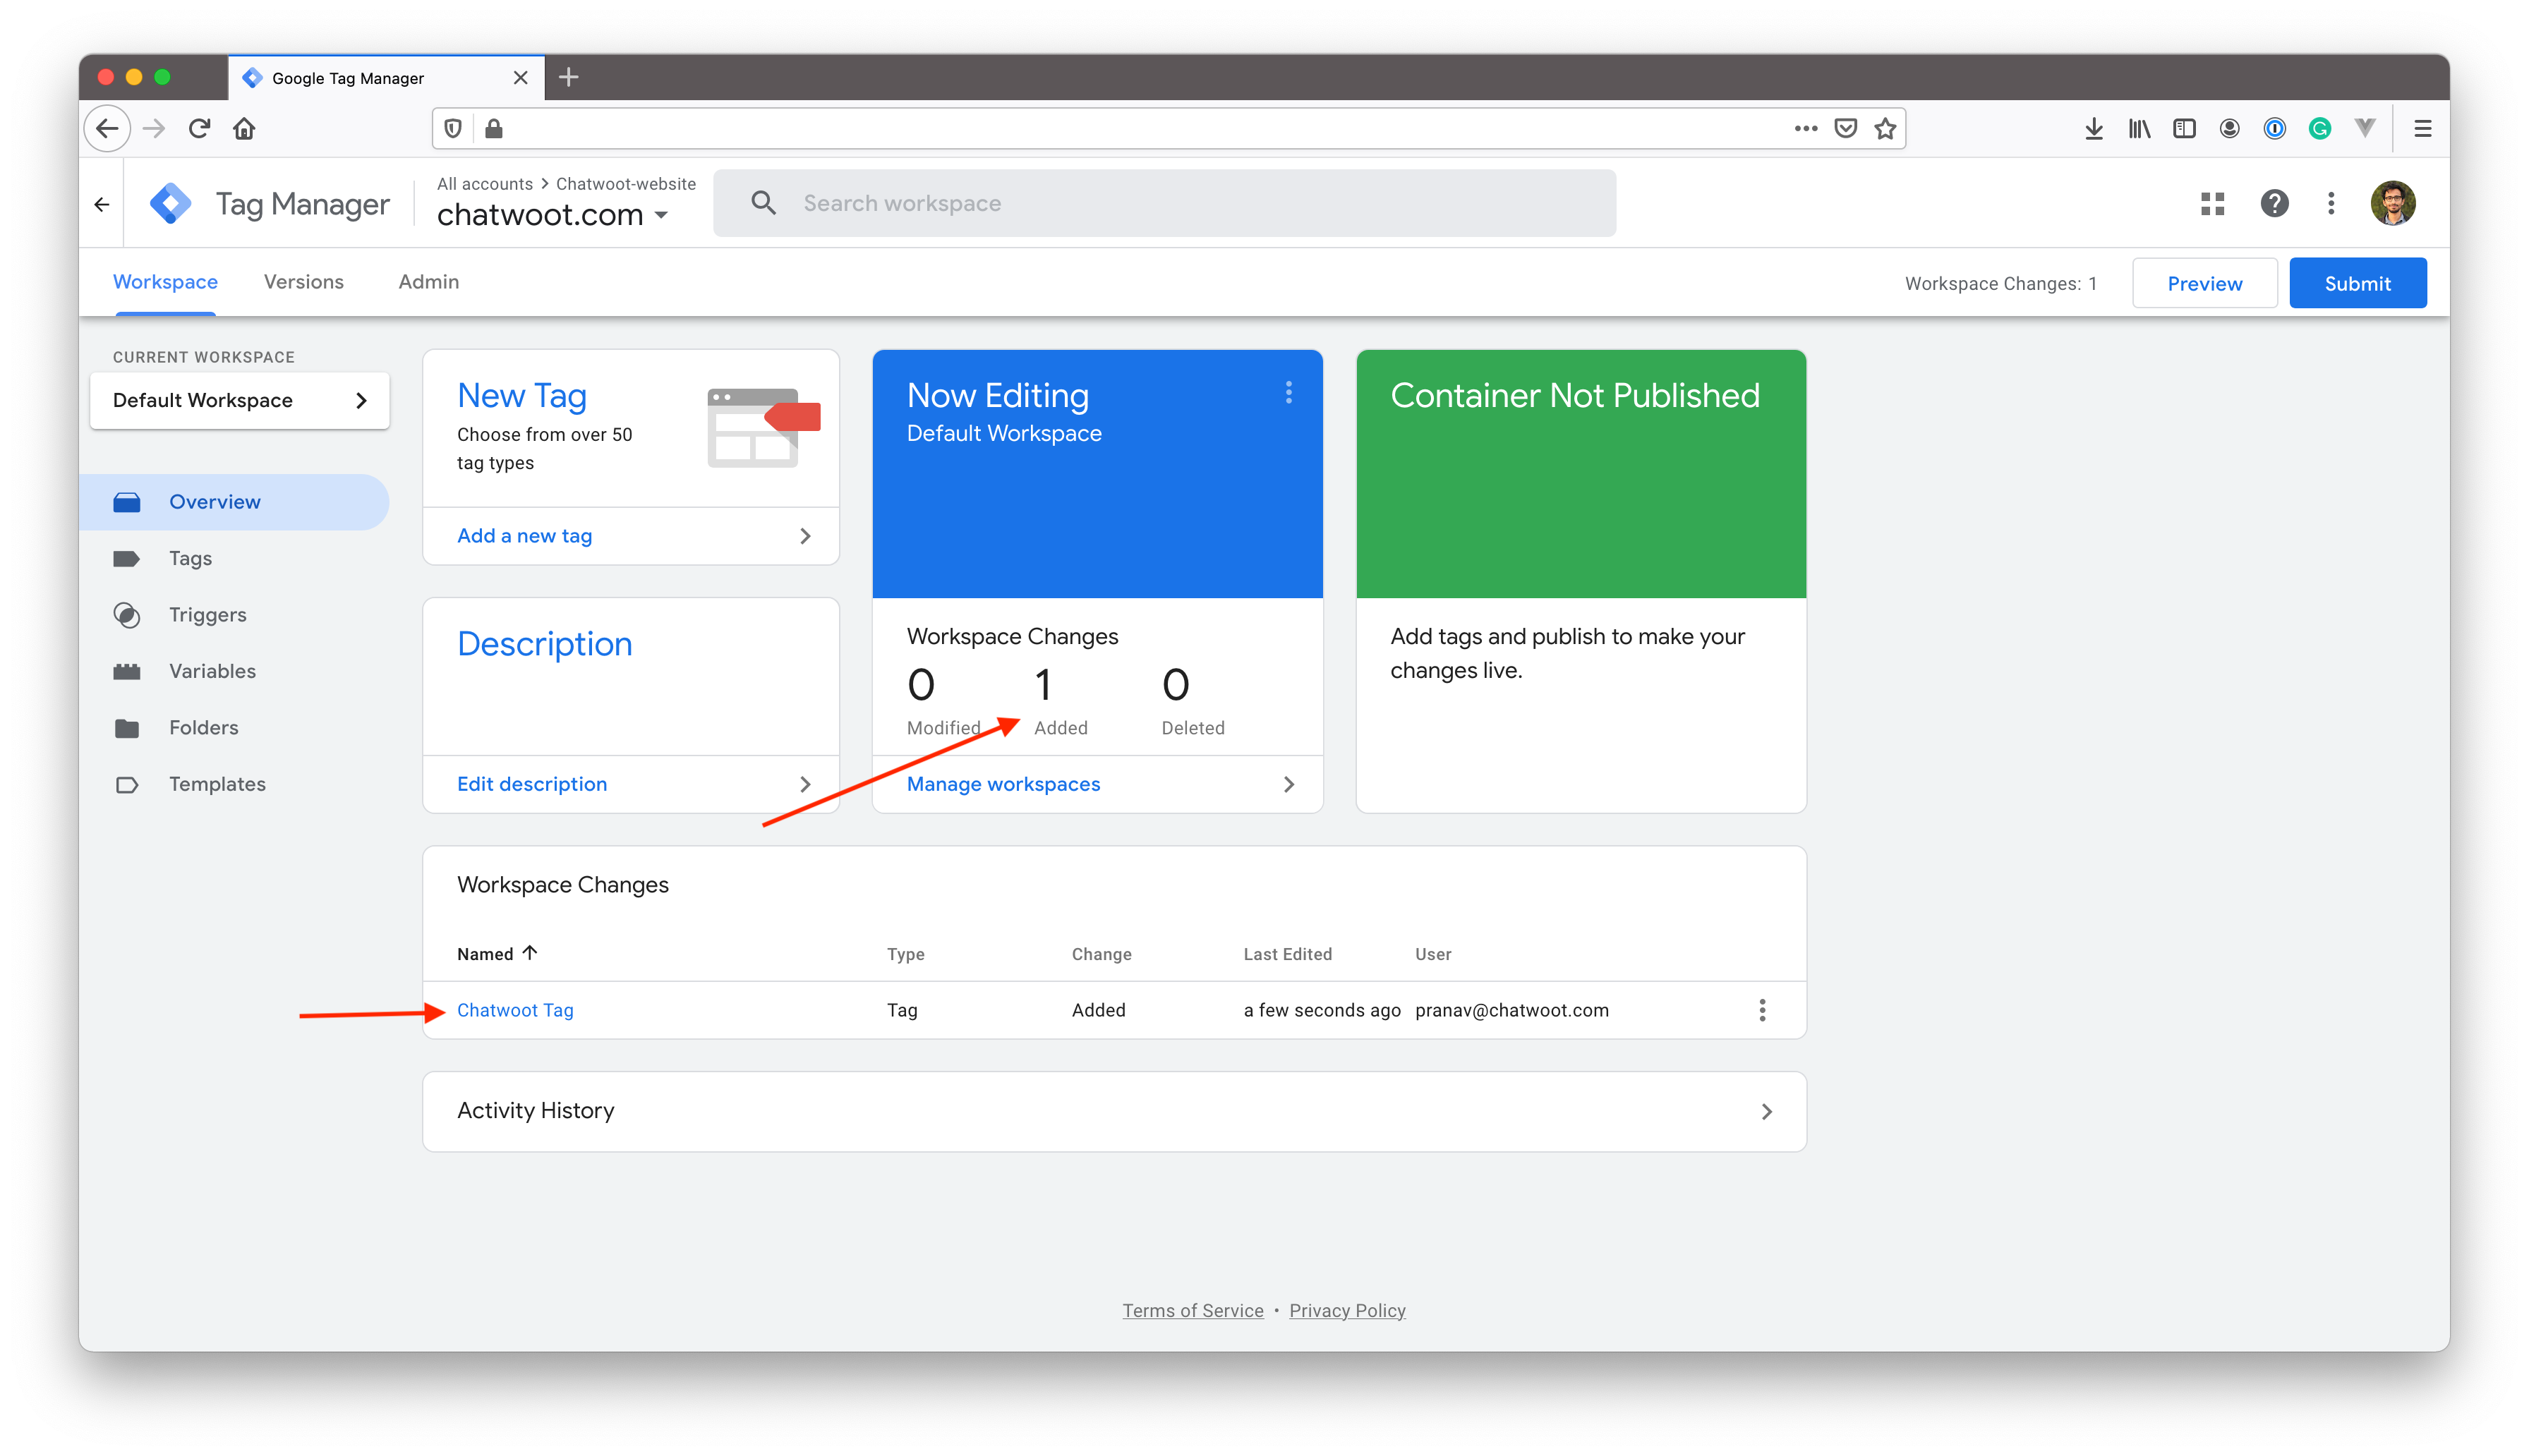 Google Tag Manager
Tag Manager
All accounts > Chatwoot-website
chatwoot.com
Search workspace
Workspace
Versions
Admin
Workspace Changes: 1
Preview
Submit
CURRENT WORKSPACE
Default Workspace
Overview
Tags
Triggers
Variables
Folders
Templates
New Tag
Choose from over 50
tag types
Add a new tag
Description
Edit description
Now Editing
Default Workspace
Workspace Changes
0 1 0
Modified Added Deleted
Manage workspaces
Container Not Published
Add tags and publish to make your
changes live.
Workspace Changes
Named Type Change Last Edited User
Chatwoot Tag Tag Added a few seconds ago pranav@chatwoot.com
Activity History
Terms of Service • Privacy Policy